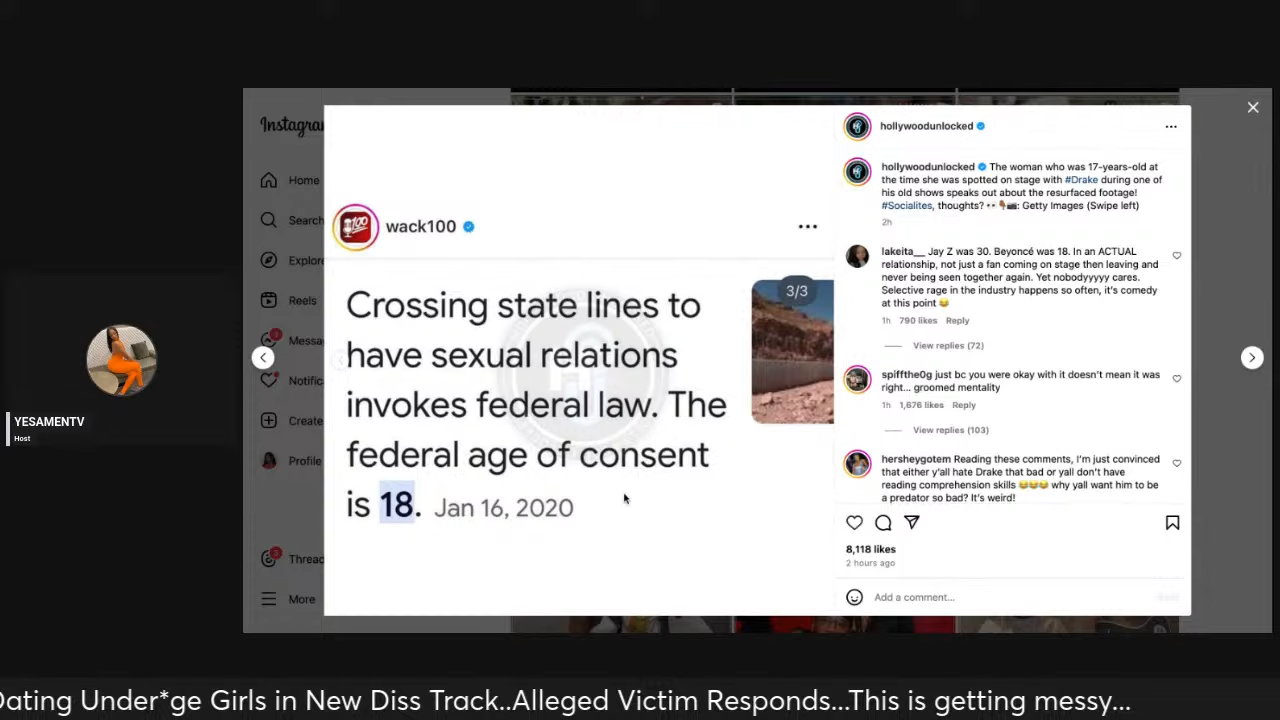 Instagram
Home
Search
Explore
Reels
Messa
Notific
Create
Profile
Threa
More
wack100
Crossing state lines to
have sexual relations
invokes federal law. The
federal age of consent
is 18. Jan 16, 2020
3/3
hollywoodunlocked
hollywoodunlocked The woman who was 17-years-old at
the time she was spotted on stage with #Drake during one of
his old shows speaks out about the resurfaced footage!
#Socialites, thoughts? 👀👇🏾📸: Getty Images (Swipe left)
2h
lakeita__ Jay Z was 30. Beyoncé was 18. In an ACTUAL
relationship, not just a fan coming on stage then leaving and
never being seen together again. Yet nobodyyyyy cares.
Selective rage in the industry happens so often, it's comedy
at this point 😂
1h 790 likes Reply
View replies (72)
spiffthe0g just bc you were okay with it doesn't mean it was
right... groomed mentality
1h 1,676 likes Reply
View replies (103)
hersheygotem Reading these comments, I'm just convinced
that either y'all hate Drake that bad or yall don't have
reading comprehension skills 😂😂😂 why yall want him to be
a predator so bad? It's weird!
8,118 likes
2 hours ago
Add a comment...
YESAMENTV
Host
Dating Under*ge Girls in New Diss Track..Alleged Victim Responds...This is getting messy...